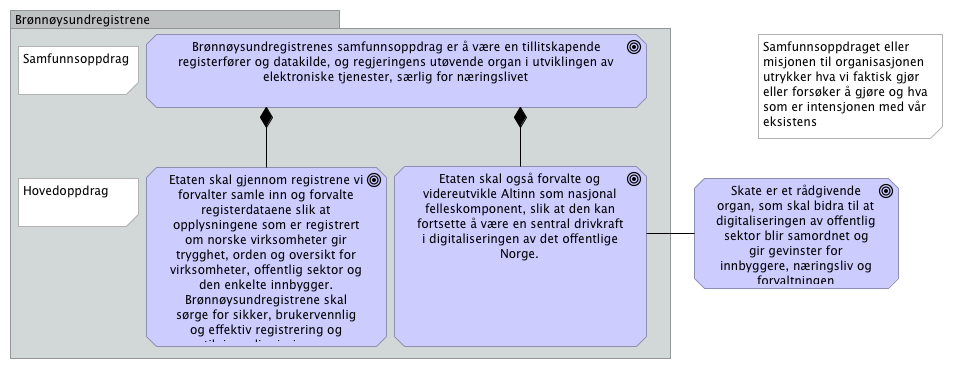 Brønnøysundregistrene
Samfunnsoppdrag
Brønnøysundregistrenes samfunnsoppdrag er å være en tillitskapende
registerfører og datakilde, og regjeringens utøvende organ i utviklingen av
elektroniske tjenester, særlig for næringslivet
Samfunnsoppdraget eller
misjonen til organisasjonen
utrykker hva vi faktisk gjør
eller forsøker å gjøre og hva
som er intensjonen med vår
eksistens
Hovedoppdrag
Etaten skal gjennom registrene vi
forvalter samle inn og forvalte
registerdataene slik at
opplysningene som er registrert
om norske virksomheter gir
trygghet, orden og oversikt for
virksomheter, offentlig sektor og
den enkelte innbygger.
Brønnøysundregistrene skal
sørge for sikker, brukervennlig
og effektiv registrering og
Etaten skal også forvalte og
videreutvikle Altinn som nasjonal
felleskomponent, slik at den kan
fortsette å være en sentral drivkraft
i digitaliseringen av det offentlige
Norge.
Skate er et rådgivende
organ, som skal bidra til at
digitaliseringen av offentlig
sektor blir samordnet og
gir gevinster for
innbyggere, næringsliv og
forvaltningen